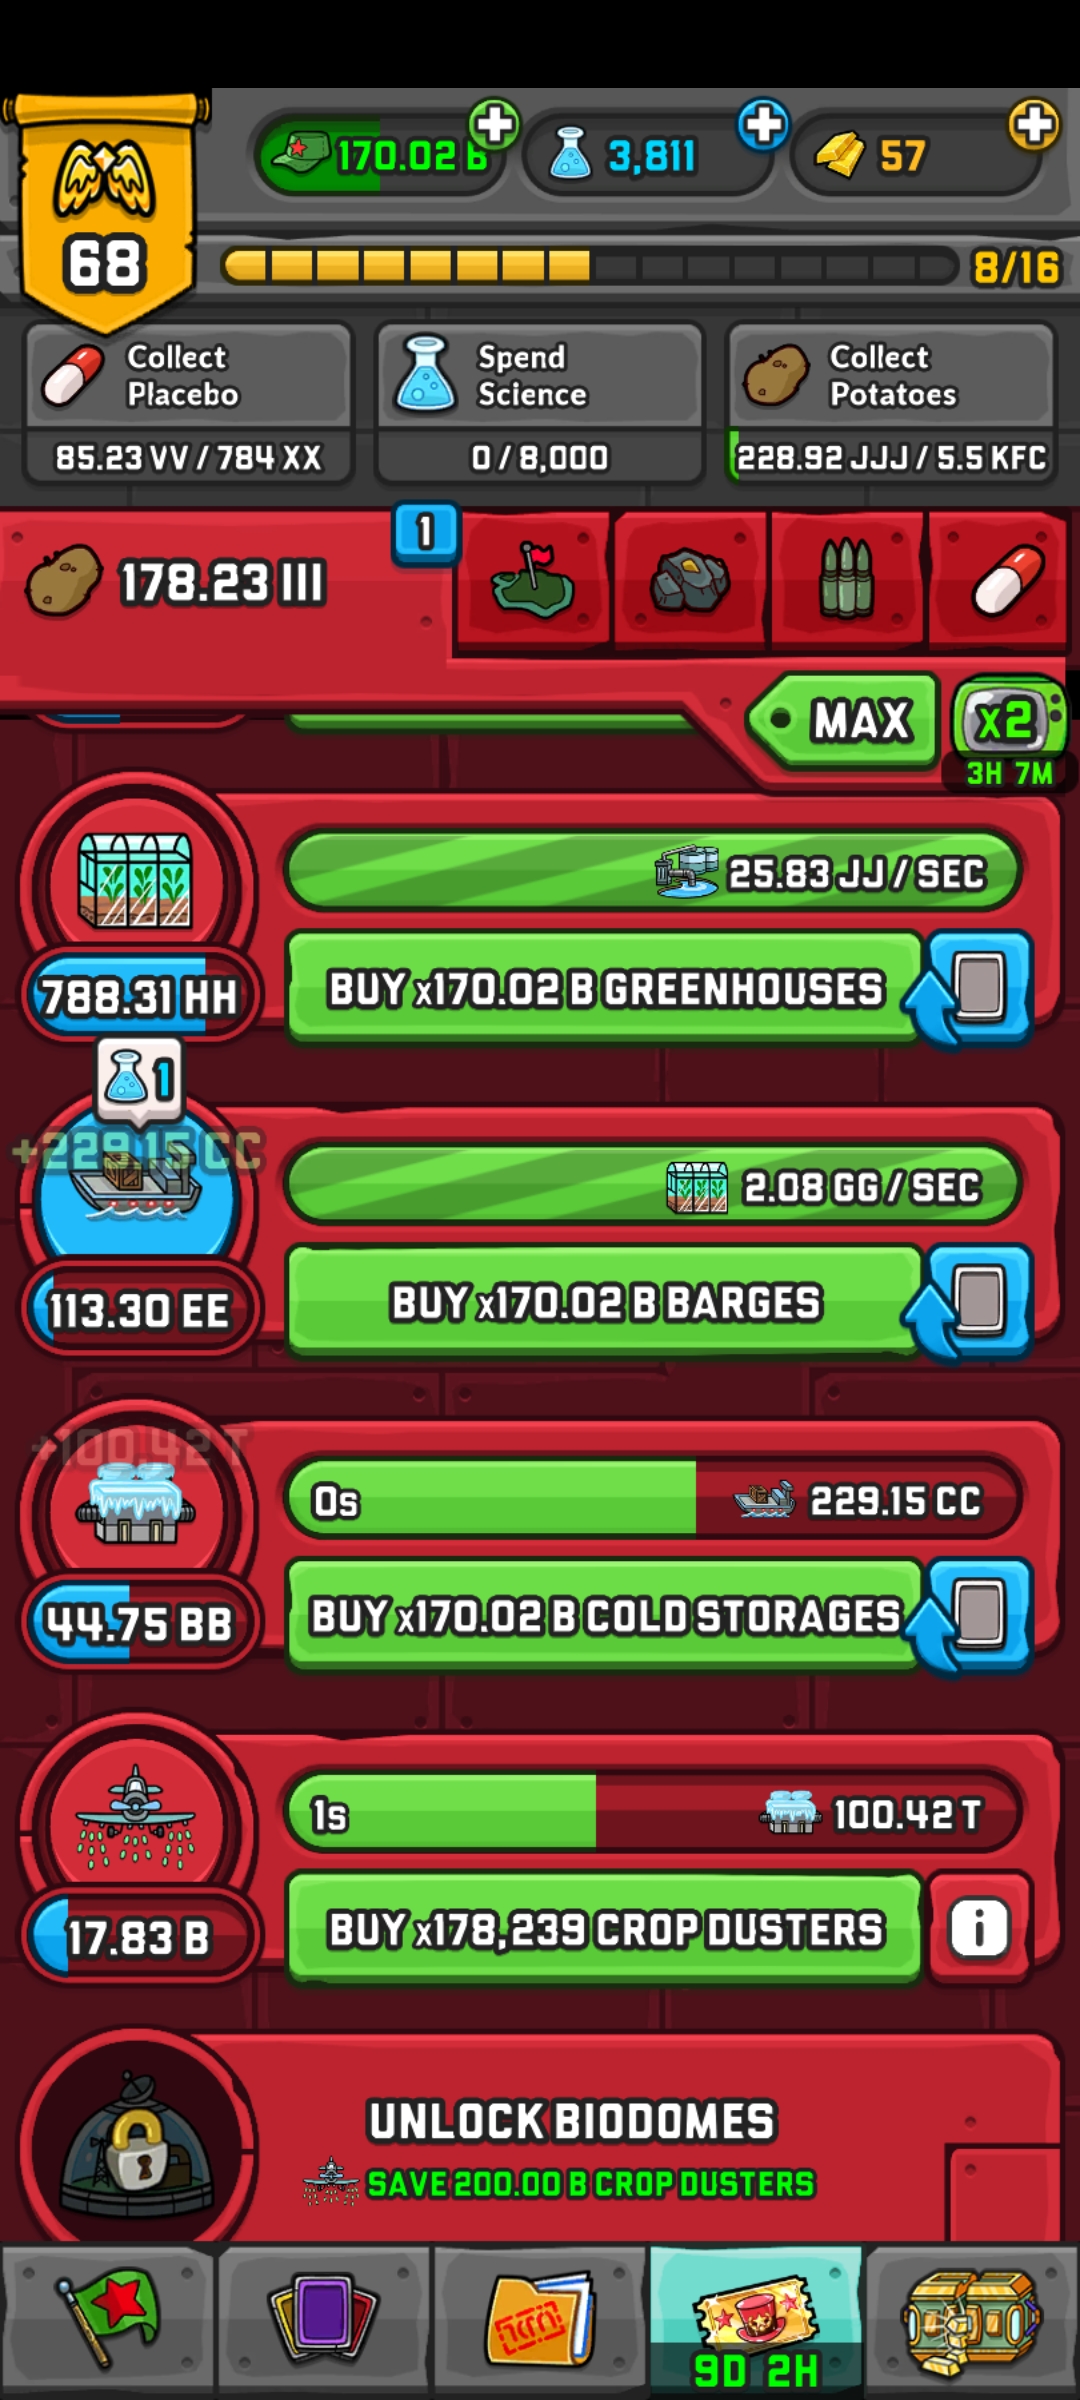 170.02 B
3,811
57
68
8/16
Collect
Placebo
85.23 VV / 784 XX
Spend
Science
0 / 8,000
Collect
Potatoes
228.92 JJJ / 5.5 KFC
178.23 III
1
MAX
x2
3H 7M
25.83 JJ / SEC
788.31 HH
BUY x170.02 B GREENHOUSES
1
+229.15 CC
2.08 GG / SEC
113.30 EE
BUY x170.02 B BARGES
+100.42 T
0s
229.15 CC
44.75 BB
BUY x170.02 B COLD STORAGES
1s
100.42 T
17.83 B
BUY x178,239 CROP DUSTERS
i
UNLOCK BIODOMES
SAVE 200.00 B CROP DUSTERS
9D 2H